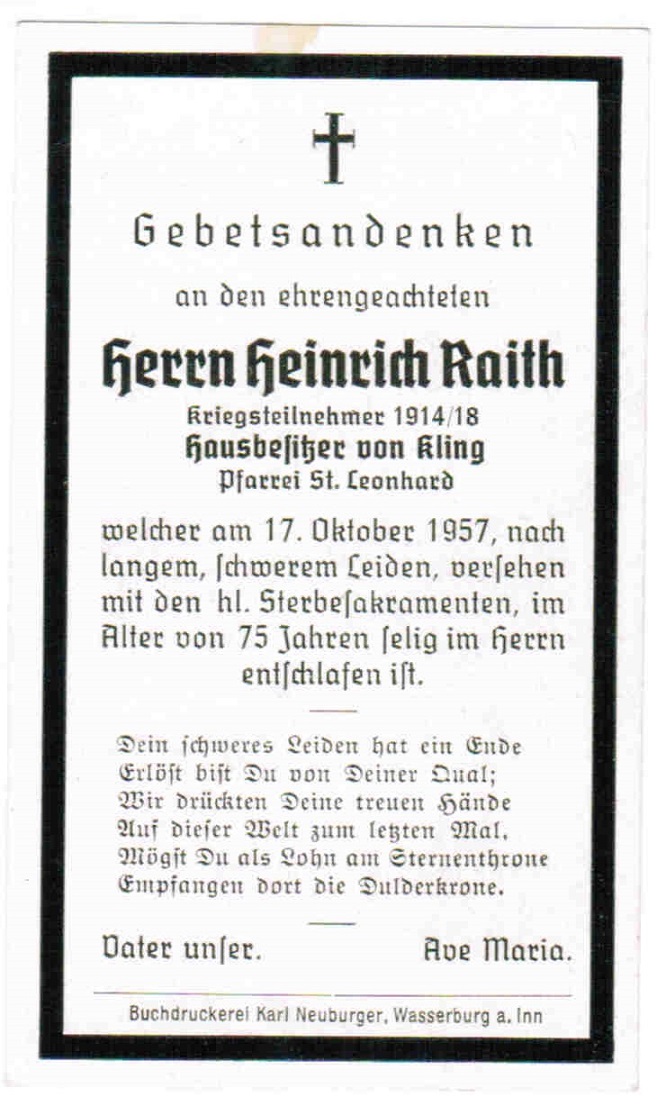 Gebetsandenken
an den ehrengeachteten
Herrn Heinrich Raith
Kriegsteilnehmer 1914/18
Hausbesitzer von Kling
Pfarrei St. Leonhard
welcher am 17. Oktober 1957, nach
langem, schwerem Leiden, versehen
mit den hl. Sterbesakramenten, im
Alter von 75 Jahren selig im Herrn
entschlafen ist.
Dein schweres Leiden hat ein Ende
Erlöst bist Du von Deiner Qual;
Wir drückten Deine treuen Hände
Auf dieser Welt zum letzten Mal.
Mögst Du als Lohn am Sternenthrone
Empfangen dort die Dulderkrone.
Vater unser. Ave Maria.
Buchdruckerei Karl Neuburger, Wasserburg a. Inn